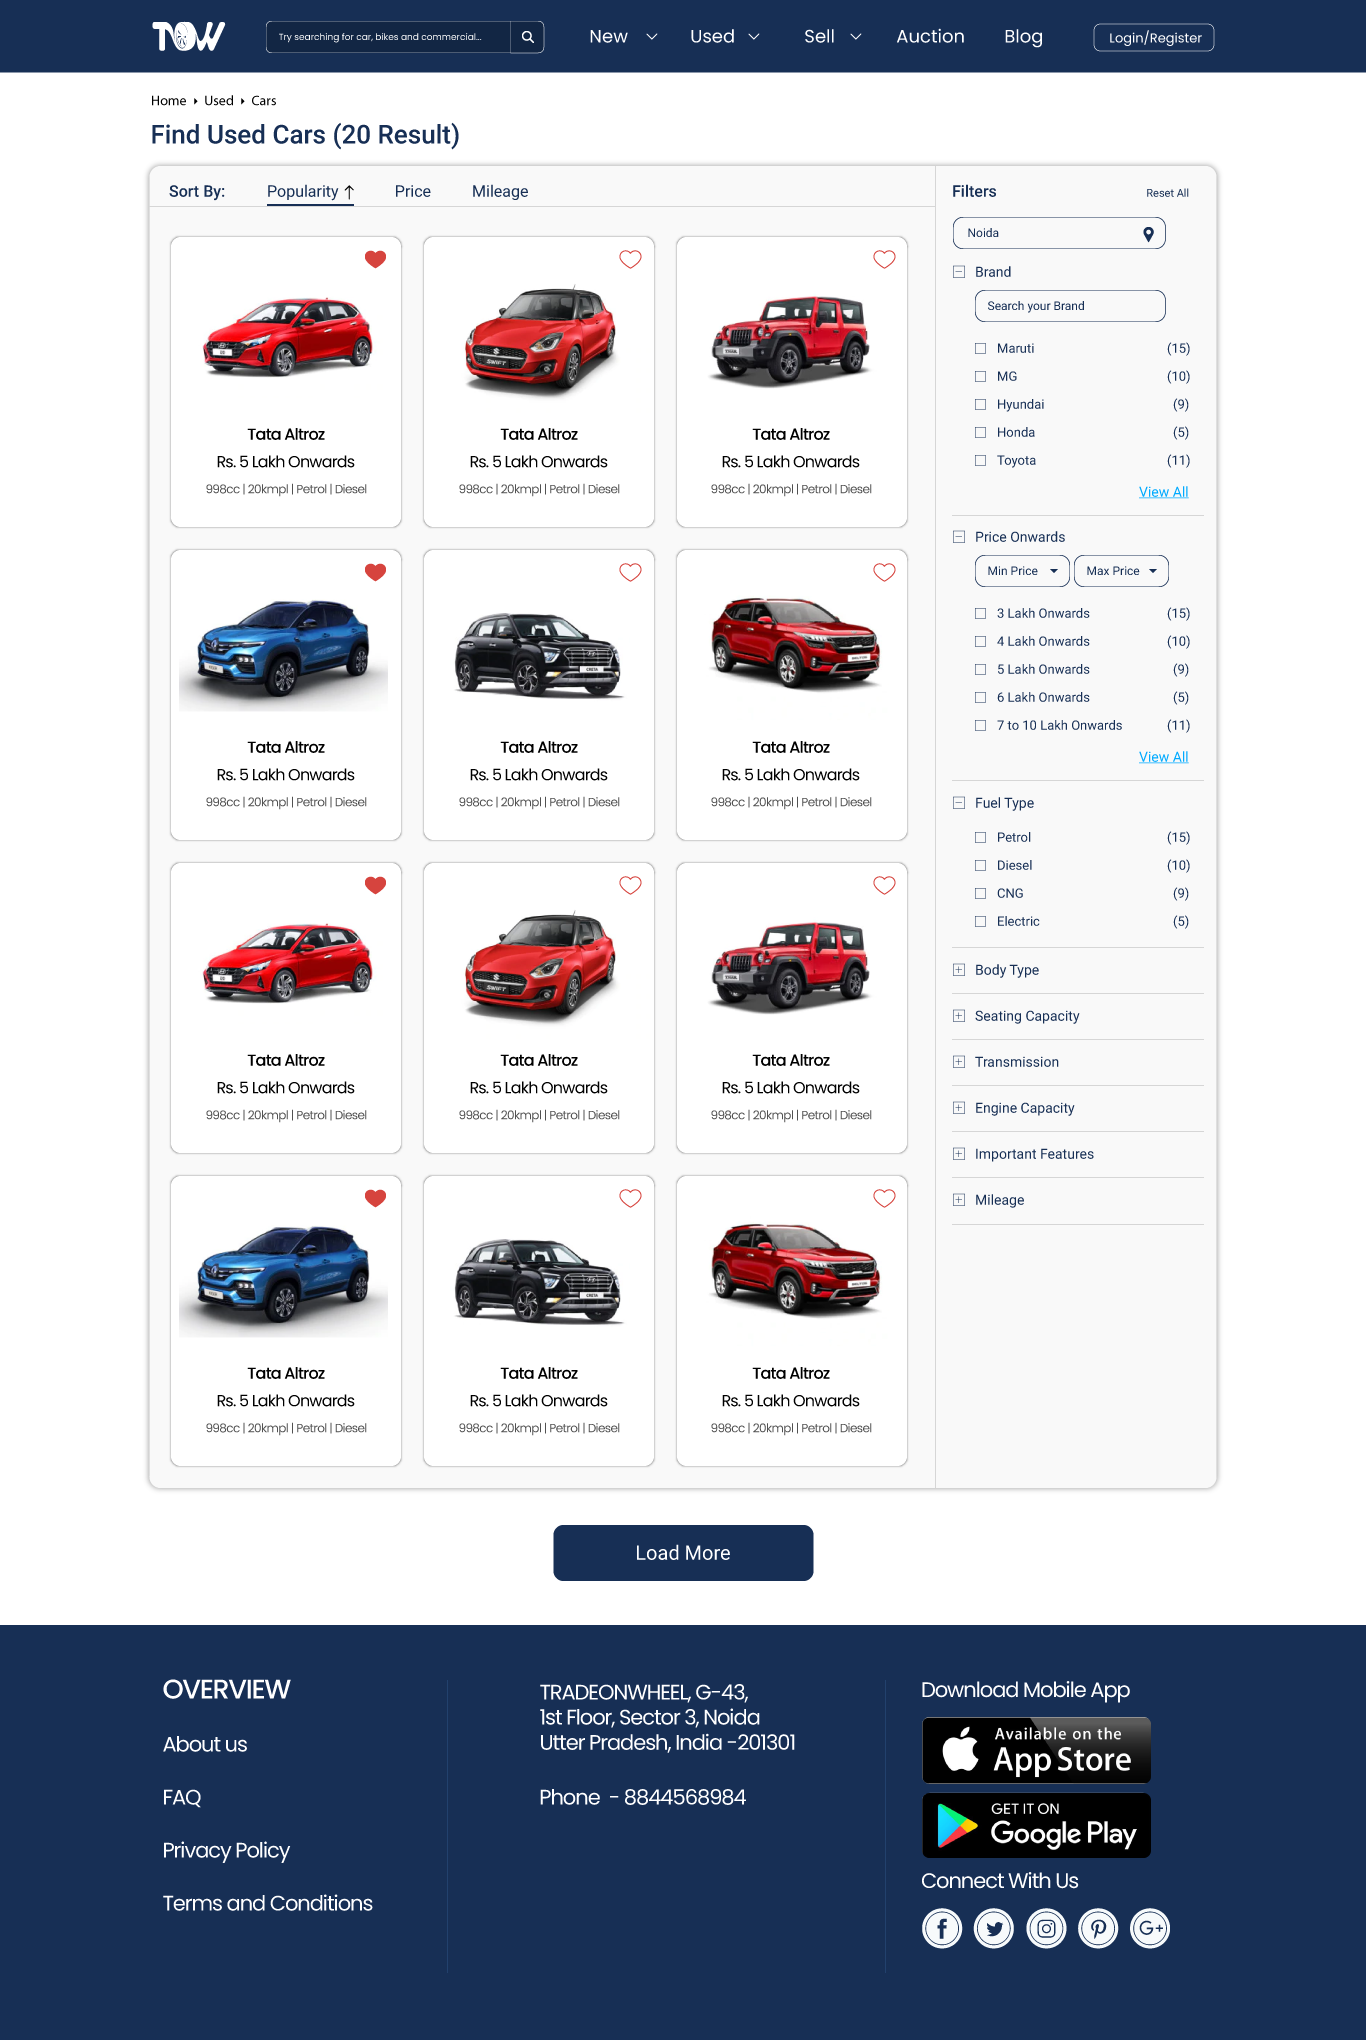 TOW
Try searching for car, bikes and commercial...
New
Used
Sell
Auction
Blog
Login/Register
Home
Used
Cars
Find Used Cars (20 Result)
Sort By:
Popularity
Price
Mileage
Tata Altroz
Rs. 5 Lakh Onwards
998cc | 20kmpl | Petrol | Diesel
SWIFT
Tata Altroz
Rs. 5 Lakh Onwards
998cc | 20kmpl | Petrol | Diesel
Tata Altroz
Rs. 5 Lakh Onwards
998cc | 20kmpl | Petrol | Diesel
Tata Altroz
Rs. 5 Lakh Onwards
998cc | 20kmpl | Petrol | Diesel
CRETA
Tata Altroz
Rs. 5 Lakh Onwards
998cc | 20kmpl | Petrol | Diesel
Tata Altroz
Rs. 5 Lakh Onwards
998cc | 20kmpl | Petrol | Diesel
Tata Altroz
Rs. 5 Lakh Onwards
998cc | 20kmpl | Petrol | Diesel
SWIFT
Tata Altroz
Rs. 5 Lakh Onwards
998cc | 20kmpl | Petrol | Diesel
Tata Altroz
Rs. 5 Lakh Onwards
998cc | 20kmpl | Petrol | Diesel
Tata Altroz
Rs. 5 Lakh Onwards
998cc | 20kmpl | Petrol | Diesel
CRETA
Tata Altroz
Rs. 5 Lakh Onwards
998cc | 20kmpl | Petrol | Diesel
Tata Altroz
Rs. 5 Lakh Onwards
998cc | 20kmpl | Petrol | Diesel
Filters
Reset All
Noida
Brand
Search your Brand
Maruti (15)
MG (10)
Hyundai (9)
Honda (5)
Toyota (11)
View All
Price Onwards
Min Price
Max Price
3 Lakh Onwards (15)
4 Lakh Onwards (10)
5 Lakh Onwards (9)
6 Lakh Onwards (5)
7 to 10 Lakh Onwards (11)
View All
Fuel Type
Petrol (15)
Diesel (10)
CNG (9)
Electric (5)
Body Type
Seating Capacity
Transmission
Engine Capacity
Important Features
Mileage
Load More
OVERVIEW
About us
FAQ
Privacy Policy
Terms and Conditions
TRADEONWHEEL, G-43,
1st Floor, Sector 3, Noida
Utter Pradesh, India -201301
Phone - 8844568984
Download Mobile App
Available on the
App Store
GET IT ON
Google Play
Connect With Us
f
G+